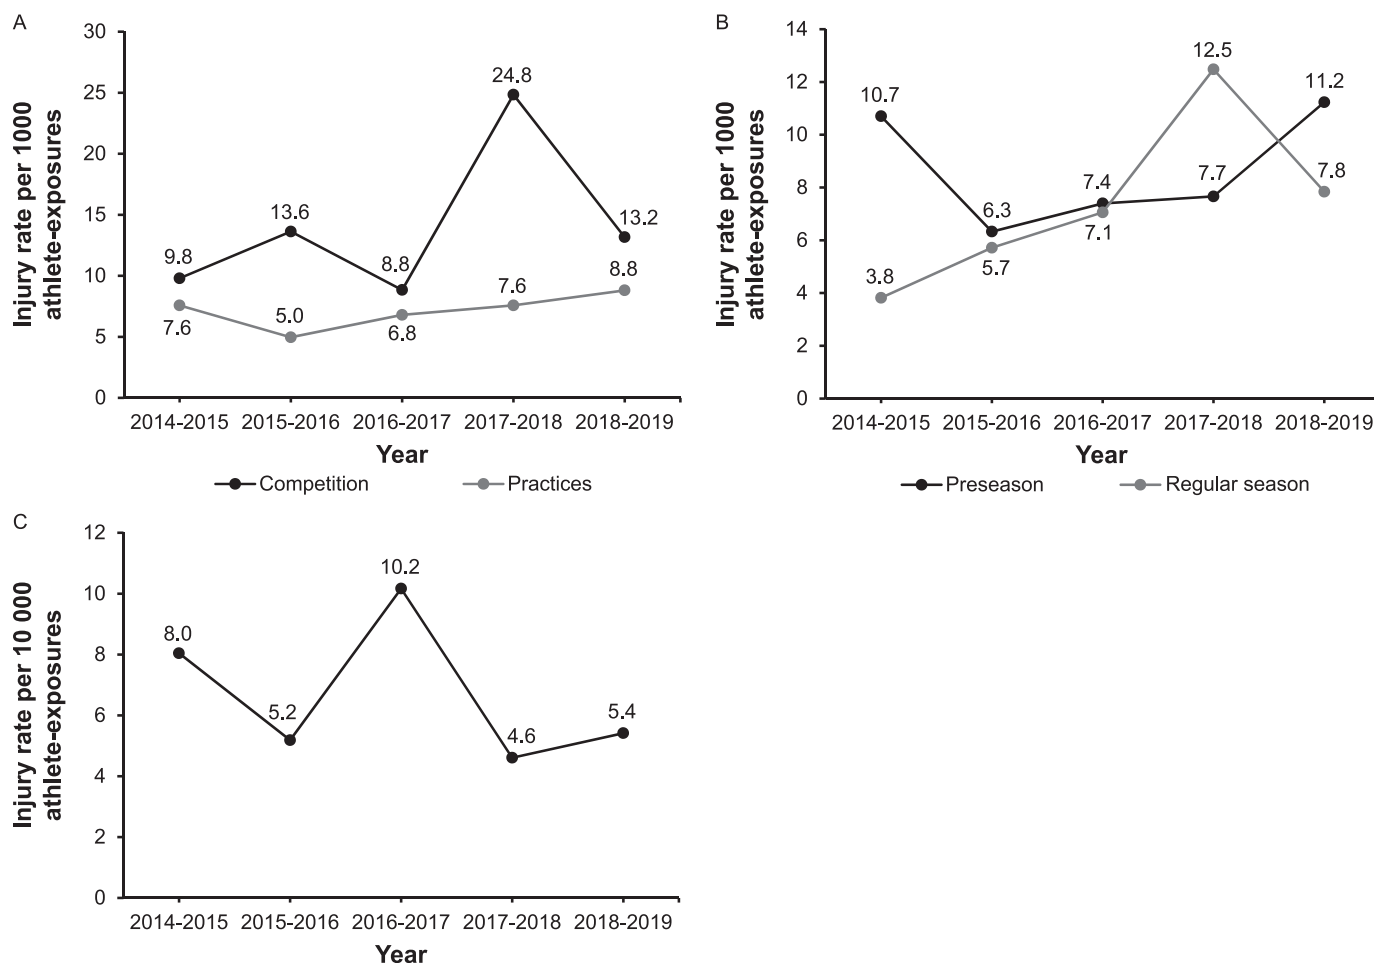 A
Injury rate per 1000
athlete-exposures
30
25
20
15
10
5
0
9.8
13.6
8.8
24.8
13.2
7.6
5.0
6.8
7.6
8.8
2014-2015 2015-2016 2016-2017 2017-2018 2018-2019
Year
Competition Practices
B
Injury rate per 1000
athlete-exposures
14
12
10
8
6
4
2
0
10.7
6.3
7.4
7.7
11.2
3.8
5.7
7.1
12.5
7.8
2014-2015 2015-2016 2016-2017 2017-2018 2018-2019
Year
Preseason Regular season
C
Injury rate per 10 000
athlete-exposures
12
10
8
6
4
2
0
8.0
5.2
10.2
4.6
5.4
2014-2015 2015-2016 2016-2017 2017-2018 2018-2019
Year